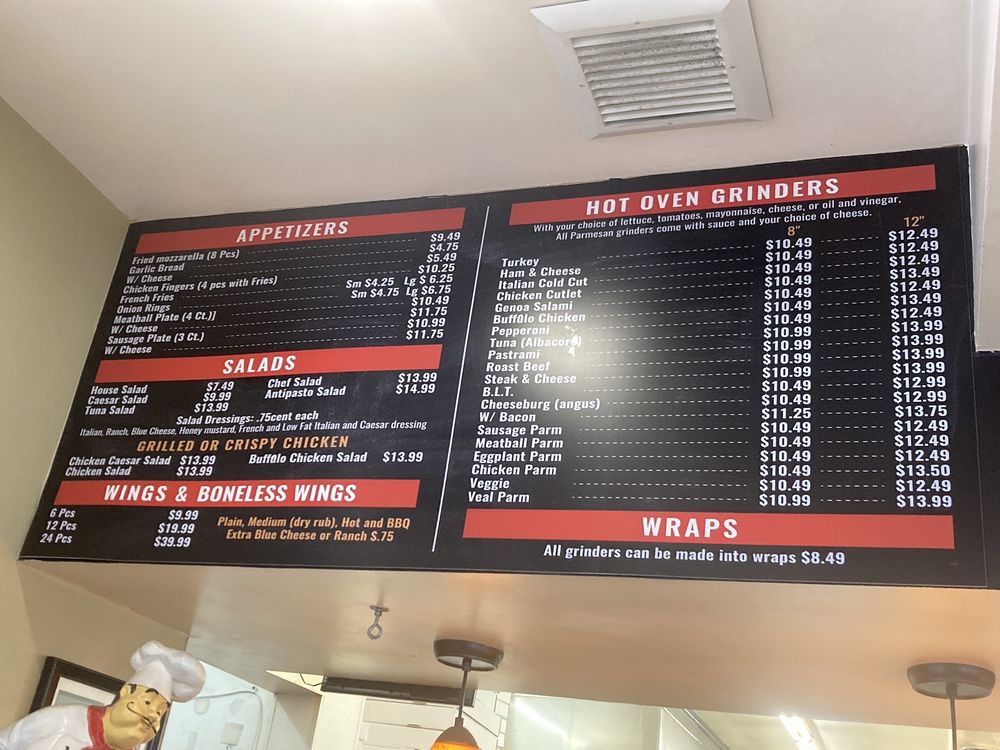 APPETIZERS
Fried mozzarella (8 Pcs) $9.49
Garlic Bread $4.75
W/ Cheese $5.49
Chicken Fingers (4 pcs with Fries) $10.25
French Fries Sm $4.25 Lg $6.25
Onion Rings Sm $4.75 Lg $6.75
Meatball Plate (4 Ct.)] $10.49
W/ Cheese $11.75
Sausage Plate (3 Ct.) $10.99
W/ Cheese $11.75
SALADS
House Salad $7.49 Chef Salad $13.99
Caesar Salad $9.99 Antipasto Salad $14.99
Tuna Salad $13.99
Salad Dressings: .75cent each
Italian, Ranch, Blue Cheese, Honey mustard, French and Low Fat Italian and Caesar dressing
GRILLED OR CRISPY CHICKEN
Chicken Caesar Salad $13.99 Buffalo Chicken Salad $13.99
Chicken Salad $13.99
WINGS & BONELESS WINGS
6 Pcs $9.99
12 Pcs $19.99
24 Pcs $39.99
Plain, Medium (dry rub), Hot and BBQ
Extra Blue Cheese or Ranch $.75
HOT OVEN GRINDERS
With your choice of lettuce, tomatoes, mayonnaise, cheese, or oil and vinegar,
All Parmesan grinders come with sauce and your choice of cheese.
8" 12"
Turkey $10.49 $12.49
Ham & Cheese $10.49 $12.49
Italian Cold Cut $10.49 $12.49
Chicken Cutlet $10.49 $13.49
Genoa Salami $10.49 $12.49
Buffalo Chicken $10.49 $13.49
Pepperoni $10.49 $12.49
Tuna (Albacore) $10.99 $13.99
Pastrami $10.99 $13.99
Roast Beef $10.99 $13.99
Steak & Cheese $10.99 $13.99
B.L.T. $10.49 $12.99
Cheeseburg (angus) $10.49 $12.99
W/ Bacon $11.25 $13.75
Sausage Parm $10.49 $12.49
Meatball Parm $10.49 $12.49
Eggplant Parm $10.49 $12.49
Chicken Parm $10.49 $13.50
Veggie $10.49 $12.49
Veal Parm $10.99 $13.99
WRAPS
All grinders can be made into wraps $8.49